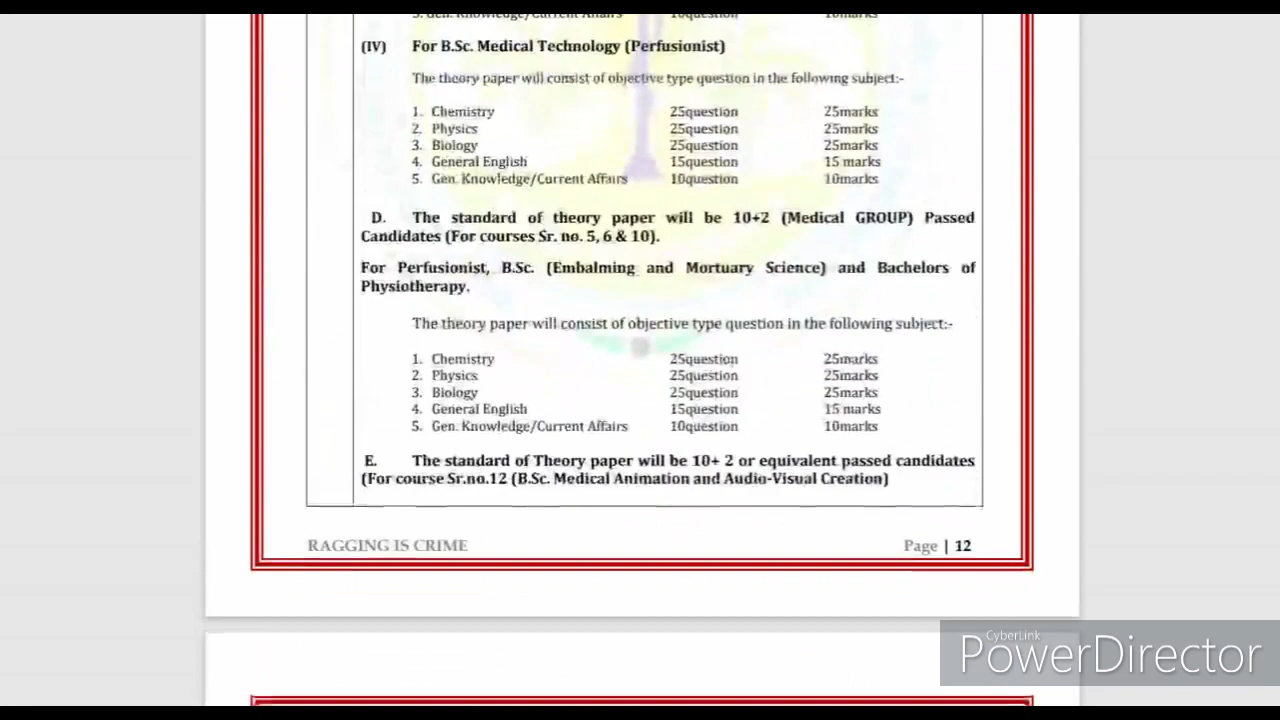 5. Gen. Knowledge/Current Affairs 10question 10marks
(IV) For B.Sc. Medical Technology (Perfusionist)
The theory paper will consist of objective type question in the following subject:-
1. Chemistry 25question 25marks
2. Physics 25question 25marks
3. Biology 25question 25marks
4. General English 15question 15 marks
5. Gen. Knowledge/Current Affairs 10question 10marks
D. The standard of theory paper will be 10+2 (Medical GROUP) Passed
Candidates (For courses Sr. no. 5, 6 & 10).
For Perfusionist, B.Sc. (Embalming and Mortuary Science) and Bachelors of
Physiotherapy.
The theory paper will consist of objective type question in the following subject:-
1. Chemistry 25question 25marks
2. Physics 25question 25marks
3. Biology 25question 25marks
4. General English 15question 15 marks
5. Gen. Knowledge/Current Affairs 10question 10marks
E. The standard of Theory paper will be 10+ 2 or equivalent passed candidates
(For course Sr.no.12 (B.Sc. Medical Animation and Audio-Visual Creation)
RAGGING IS CRIME Page | 12
CyberLink
PowerDirector